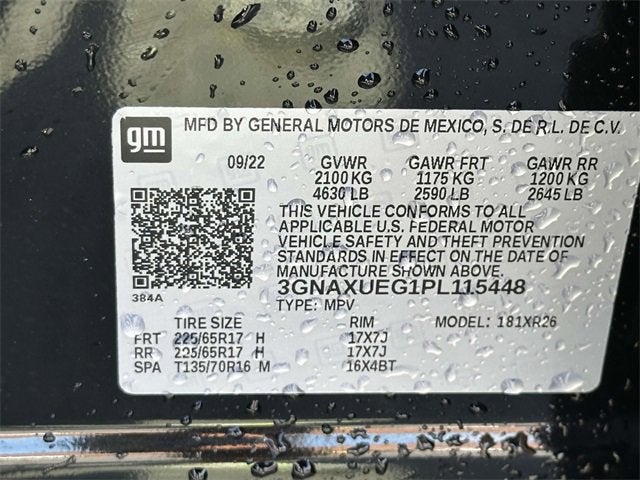 gm MFD BY GENERAL MOTORS DE MEXICO, S. DE R.L. DE C.V.
09/22 GVWR GAWR FRT GAWR RR
2100 KG 1175 KG 1200 KG
4630 LB 2590 LB 2645 LB
THIS VEHICLE CONFORMS TO ALL
APPLICABLE U.S. FEDERAL MOTOR
VEHICLE SAFETY AND THEFT PREVENTION
STANDARDS IN EFFECT ON THE DATE OF
MANUFACTURE SHOWN ABOVE.
3GNAXUEG1PL115448
384A TYPE: MPV
TIRE SIZE RIM MODEL: 181XR26
FRT 225/65R17 H 17X7J
RR 225/65R17 H 17X7J
SPA T135/70R16 M 16X4BT